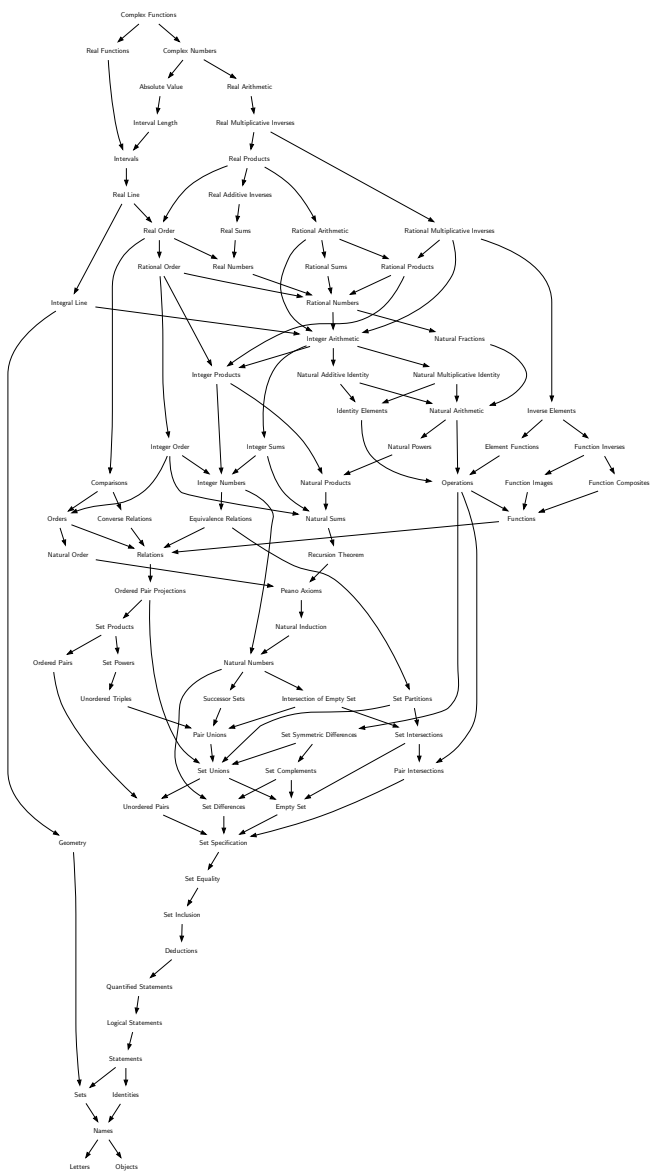 Complex Functions
Real Functions
Complex Numbers
Absolute Value
Real Arithmetic
Interval Length
Real Multiplicative Inverses
Intervals
Real Products
Real Line
Real Additive Inverses
Real Order
Real Sums
Rational Arithmetic
Rational Multiplicative Inverses
Rational Order
Real Numbers
Rational Sums
Rational Products
Integral Line
Rational Numbers
Integer Arithmetic
Natural Fractions
Integer Products
Natural Additive Identity
Natural Multiplicative Identity
Identity Elements
Natural Arithmetic
Inverse Elements
Integer Order
Integer Sums
Natural Powers
Element Functions
Function Inverses
Comparisons
Integer Numbers
Natural Products
Operations
Function Images
Function Composites
Orders
Converse Relations
Equivalence Relations
Natural Sums
Functions
Natural Order
Relations
Recursion Theorem
Ordered Pair Projections
Peano Axioms
Set Products
Natural Induction
Ordered Pairs
Set Powers
Natural Numbers
Unordered Triples
Successor Sets
Intersection of Empty Set
Set Partitions
Pair Unions
Set Symmetric Differences
Set Intersections
Set Unions
Set Complements
Pair Intersections
Unordered Pairs
Set Differences
Empty Set
Geometry
Set Specification
Set Equality
Set Inclusion
Deductions
Quantified Statements
Logical Statements
Statements
Sets
Identities
Names
Letters
Objects